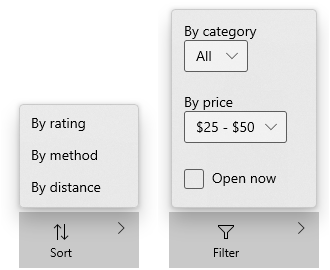 By rating
By method
By distance
Sort
By category
All
By price
$25 - $50
Open now
Filter